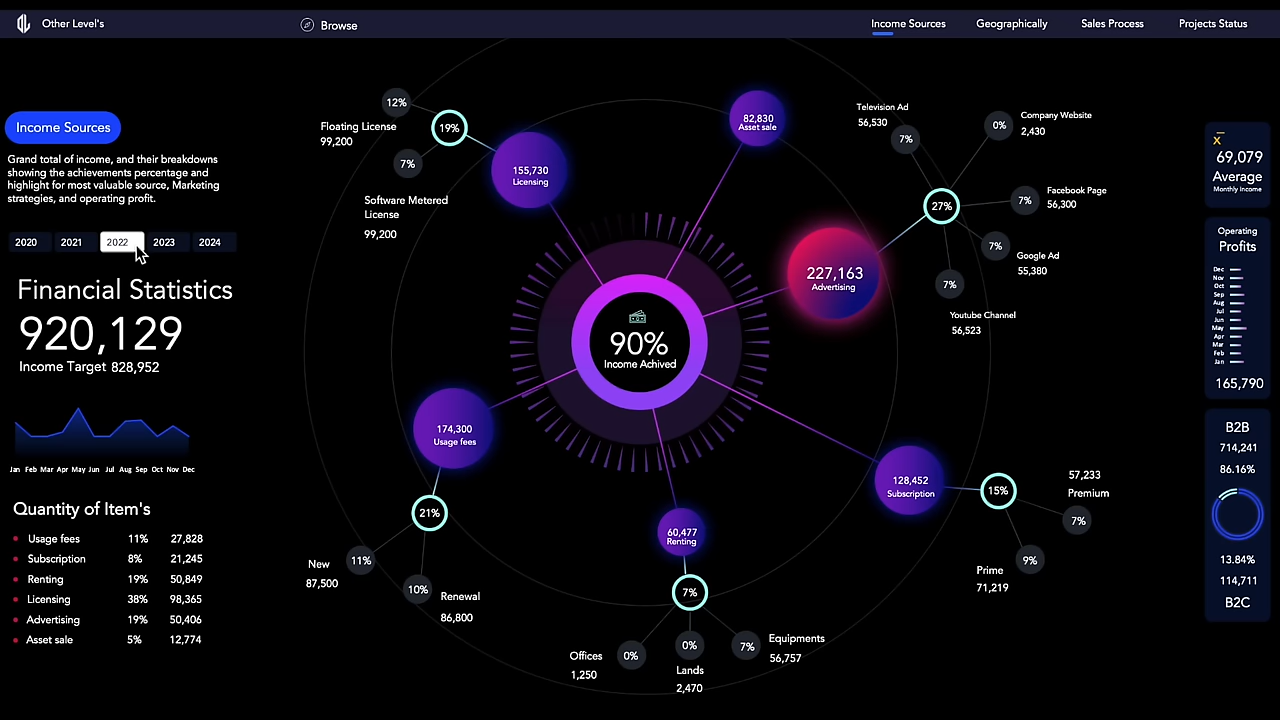 Other Level's
Browse
Income Sources
Geographically
Sales Process
Projects Status
Income Sources
Grand total of income, and their breakdowns
showing the achievements percentage and
highlight for most valuable source, Marketing
strategies, and operating profit.
2020 2021 2022 2023 2024
Financial Statistics
920,129
Income Target 828,952
Jan Feb Mar Apr May Jun Jul Aug Sep Oct Nov Dec
Quantity of Item's
Usage fees 11% 27,828
Subscription 8% 21,245
Renting 19% 50,849
Licensing 38% 98,365
Advertising 19% 50,406
Asset sale 5% 12,774
12%
Floating License
99,200
19%
7%
Software Metered
License
99,200
155,730
Licensing
82,830
Asset sale
227,163
Advertising
27%
Television Ad
56,530
7%
0%
Company Website
2,430
7%
Facebook Page
56,300
7%
Google Ad
55,380
7%
Youtube Channel
56,523
90%
Income Achived
174,300
Usage fees
21%
11%
New
87,500
10%
Renewal
86,800
60,477
Renting
7%
0%
Offices
1,250
0%
Lands
2,470
7%
Equipments
56,757
128,452
Subscription
15%
57,233
Premium
7%
9%
Prime
71,219
x
69,079
Average
Monthly Income
Operating
Profits
Dec
Nov
Oct
Sep
Aug
Jul
Jun
May
Apr
Mar
Feb
Jan
165,790
B2B
714,241
86.16%
13.84%
114,711
B2C